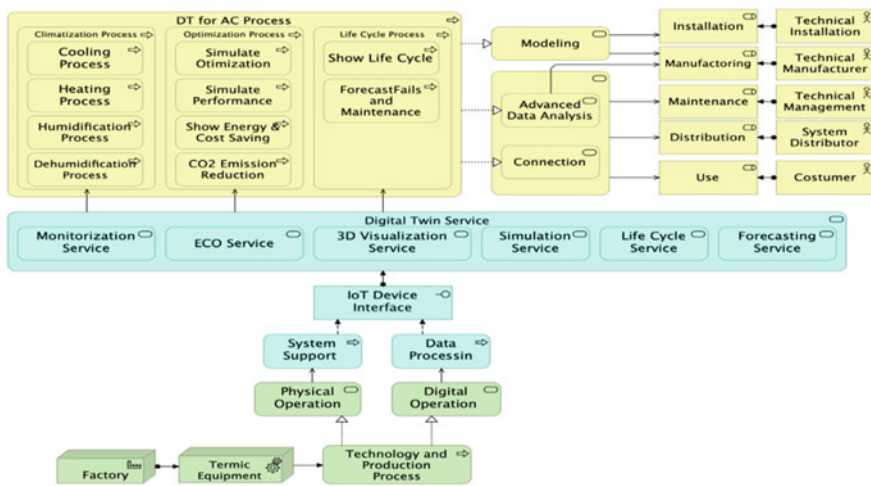 DT for AC Process
Climatization Process
Optimization Process
Life Cycle Process
Cooling
Process
Heating
Process
Humidification
Process
Dehumidification
Process
Simulate
Otimization
Simulate
Performance
Show Energy &
Cost Saving
CO2 Emission
Reduction
Show Life Cycle
ForecastFails and
Maintenance
Modeling
Advanced
Data Analysis
Connection
Installation
Manufactoring
Maintenance
Distribution
Use
Technical
Installation
Technical
Manufacturer
Technical
Management
System
Distributor
Costumer
Digital Twin Service
Monitorization
Service
ECO Service
3D Visualization
Service
Simulation
Service
Life Cycle
Service
Forecasting
Service
IoT Device
Interface
System
Support
Data
Processin
Physical
Operation
Digital
Operation
Factory
Termic
Equipment
Technology and
Production
Process